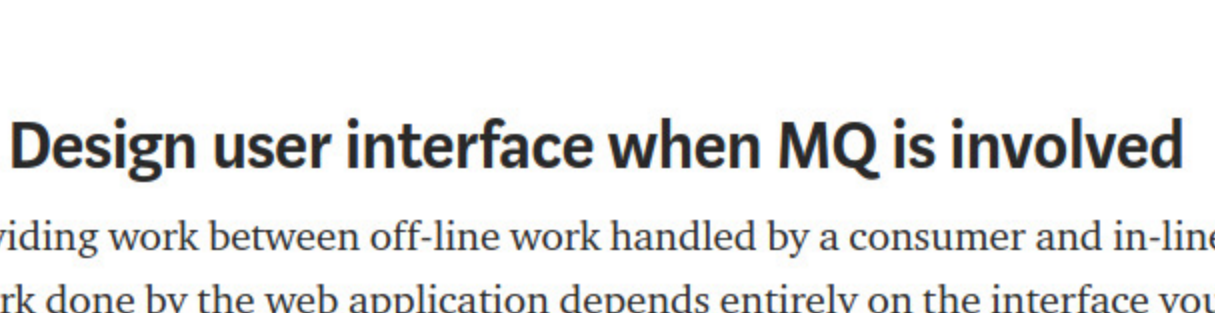 Design user interface when MQ is involved
viding work between off-line work handled by a consumer and in-line
rk done by the web application depends entirely on the interface you